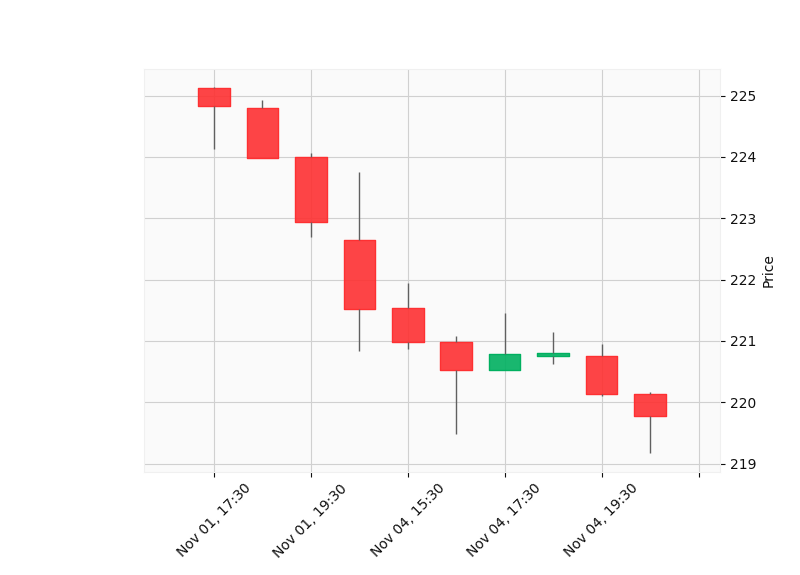 225
224
223
222
221
220
219
Price
Nov 01, 17:30
Nov 01, 19:30
Nov 04, 15:30
Nov 04, 17:30
Nov 04, 19:30